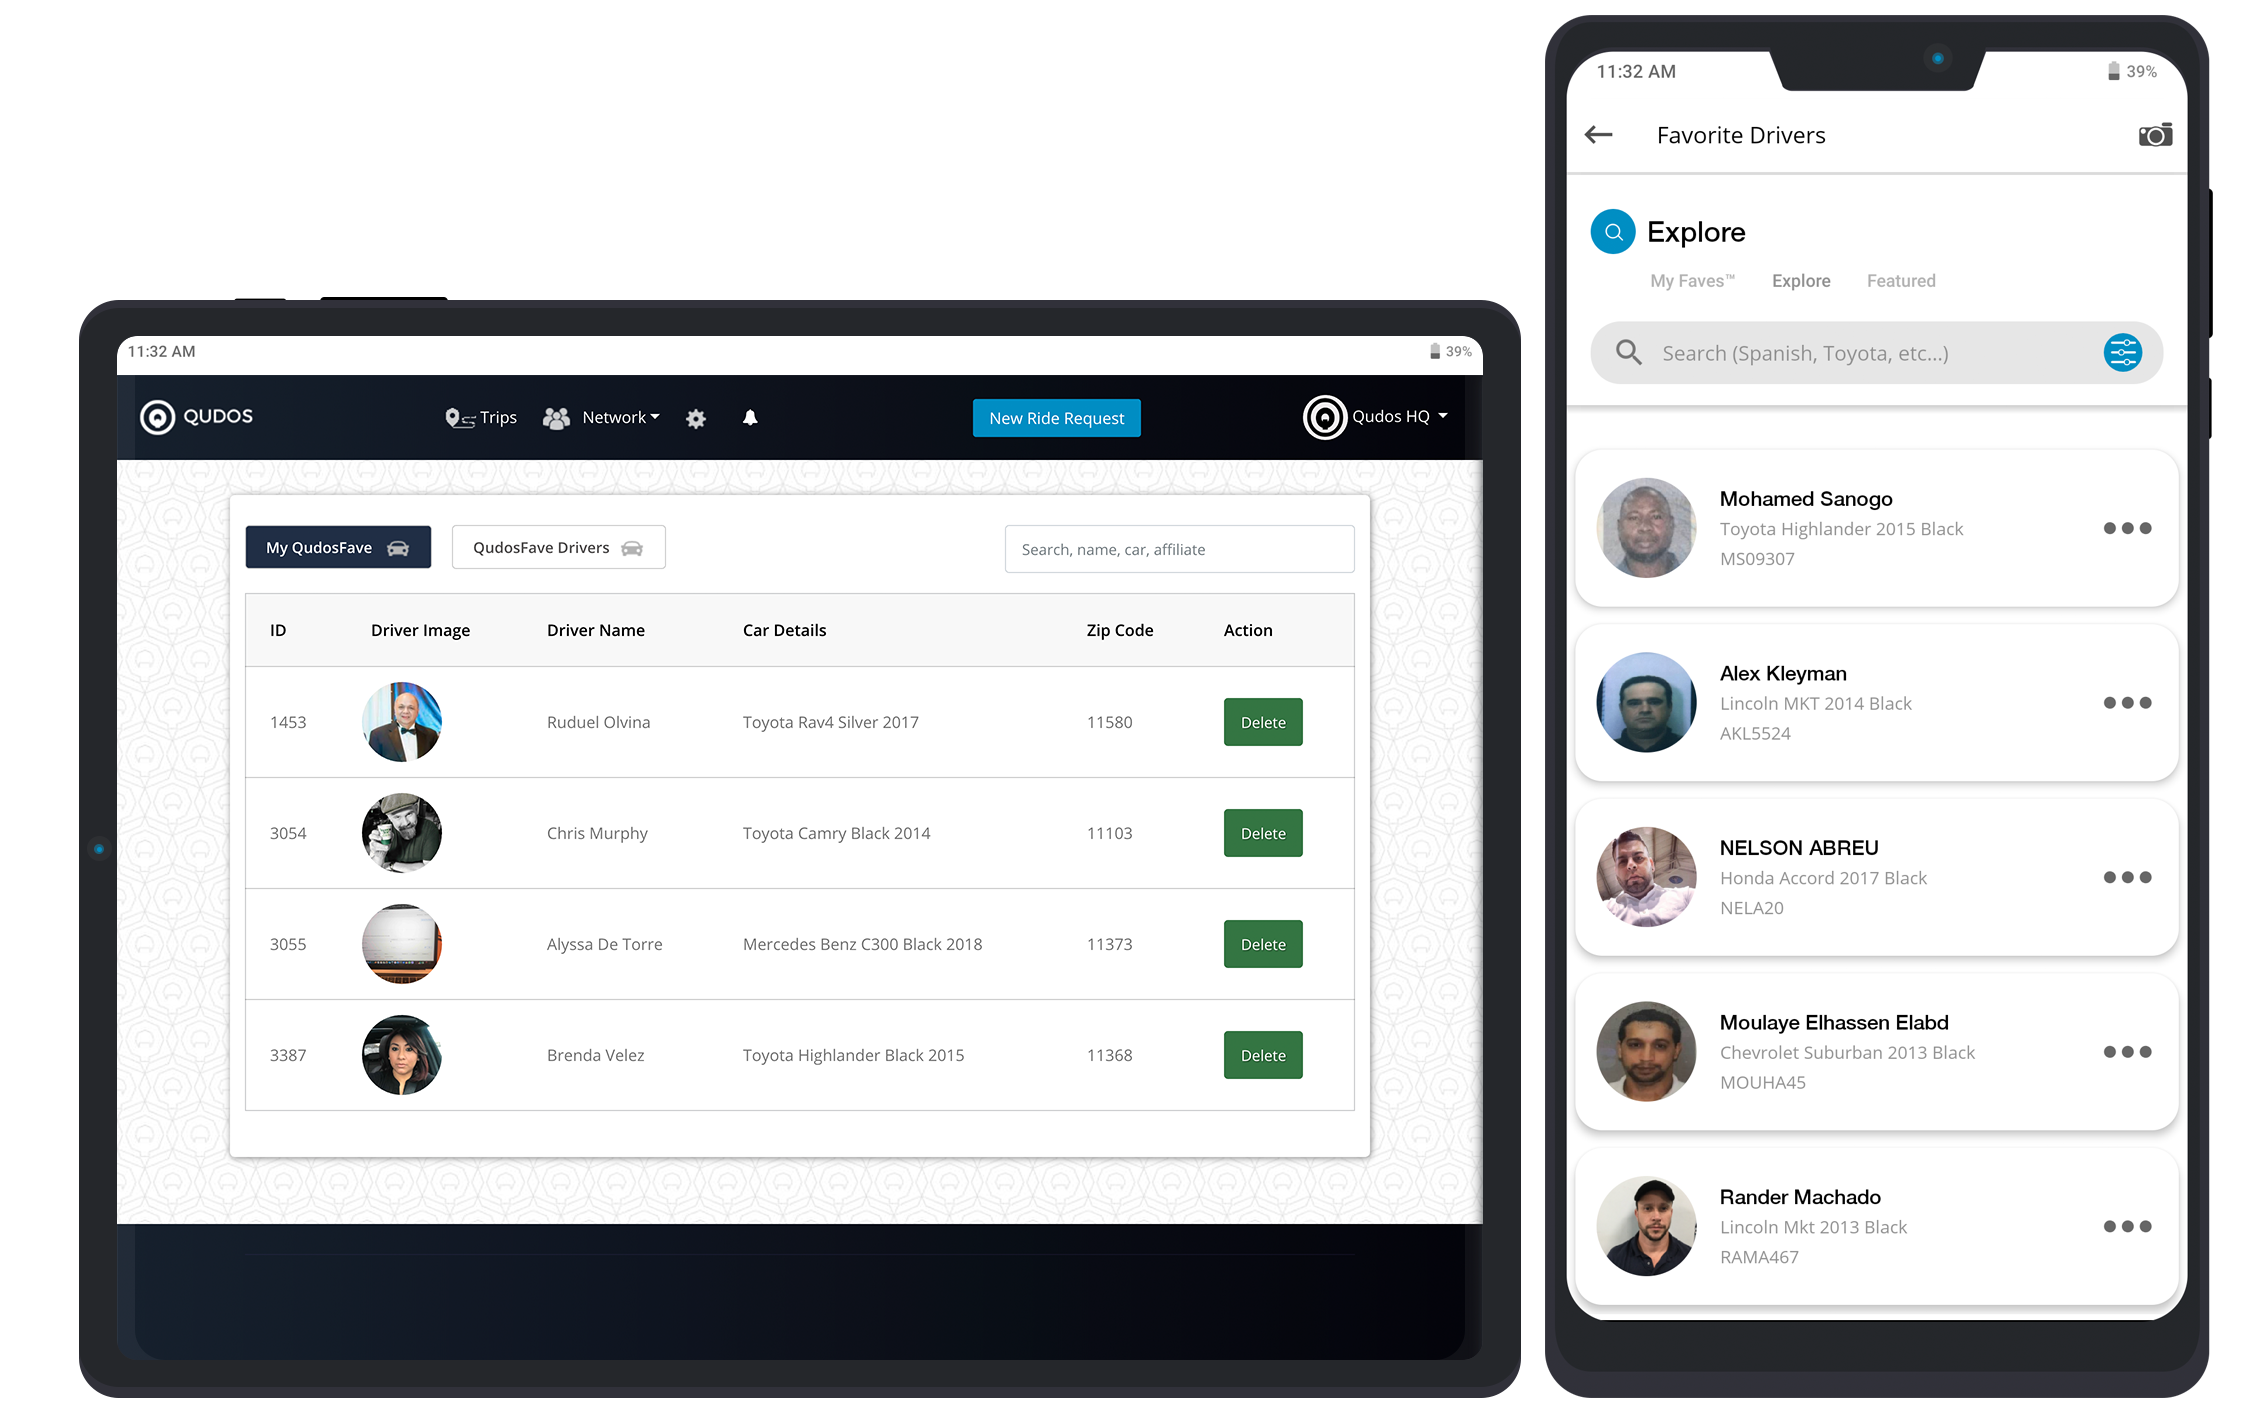 11:32 AM
39%
QUDOS
Trips
Network
New Ride Request
Qudos HQ
My QudosFave
QudosFave Drivers
Search, name, car, affiliate
ID Driver Image Driver Name Car Details Zip Code Action
1453 Ruduel Olvina Toyota Rav4 Silver 2017 11580 Delete
3054 Chris Murphy Toyota Camry Black 2014 11103 Delete
3055 Alyssa De Torre Mercedes Benz C300 Black 2018 11373 Delete
3387 Brenda Velez Toyota Highlander Black 2015 11368 Delete
11:32 AM
39%
Favorite Drivers
Explore
My Faves™ Explore Featured
Search (Spanish, Toyota, etc...)
Mohamed Sanogo
Toyota Highlander 2015 Black
MS09307
Alex Kleyman
Lincoln MKT 2014 Black
AKL5524
NELSON ABREU
Honda Accord 2017 Black
NELA20
Moulaye Elhassen Elabd
Chevrolet Suburban 2013 Black
MOUHA45
Rander Machado
Lincoln Mkt 2013 Black
RAMA467